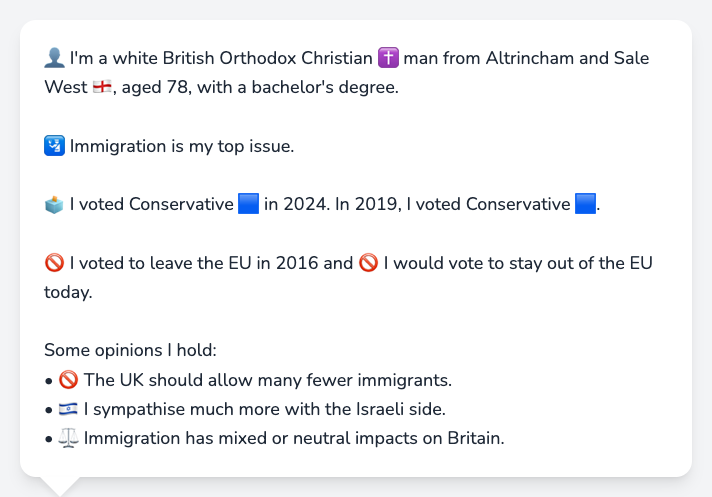 👤 I'm a white British Orthodox Christian ✝️ man from Altrincham and Sale
West 🏴󠁧󠁢󠁥󠁮󠁧󠁿, aged 78, with a bachelor's degree.
🛂 Immigration is my top issue.
🗳️ I voted Conservative 🟦 in 2024. In 2019, I voted Conservative 🟦.
🚫 I voted to leave the EU in 2016 and 🚫 I would vote to stay out of the EU
today.
Some opinions I hold:
• 🚫 The UK should allow many fewer immigrants.
• 🇮🇱 I sympathise much more with the Israeli side.
• ⚖️ Immigration has mixed or neutral impacts on Britain.